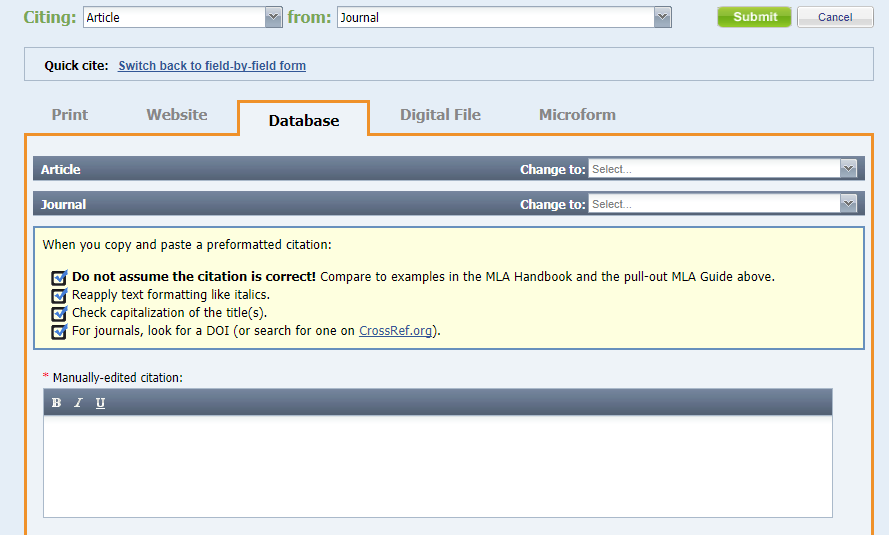 Citing: Article from: Journal Submit Cancel
Quick cite: Switch back to field-by-field form
Print Website Database Digital File Microform
Article Change to: Select...
Journal Change to: Select...
When you copy and paste a preformatted citation:
Do not assume the citation is correct! Compare to examples in the MLA Handbook and the pull-out MLA Guide above.
Reapply text formatting like italics.
Check capitalization of the title(s).
For journals, look for a DOI (or search for one on CrossRef.org).
* Manually-edited citation:
B I U